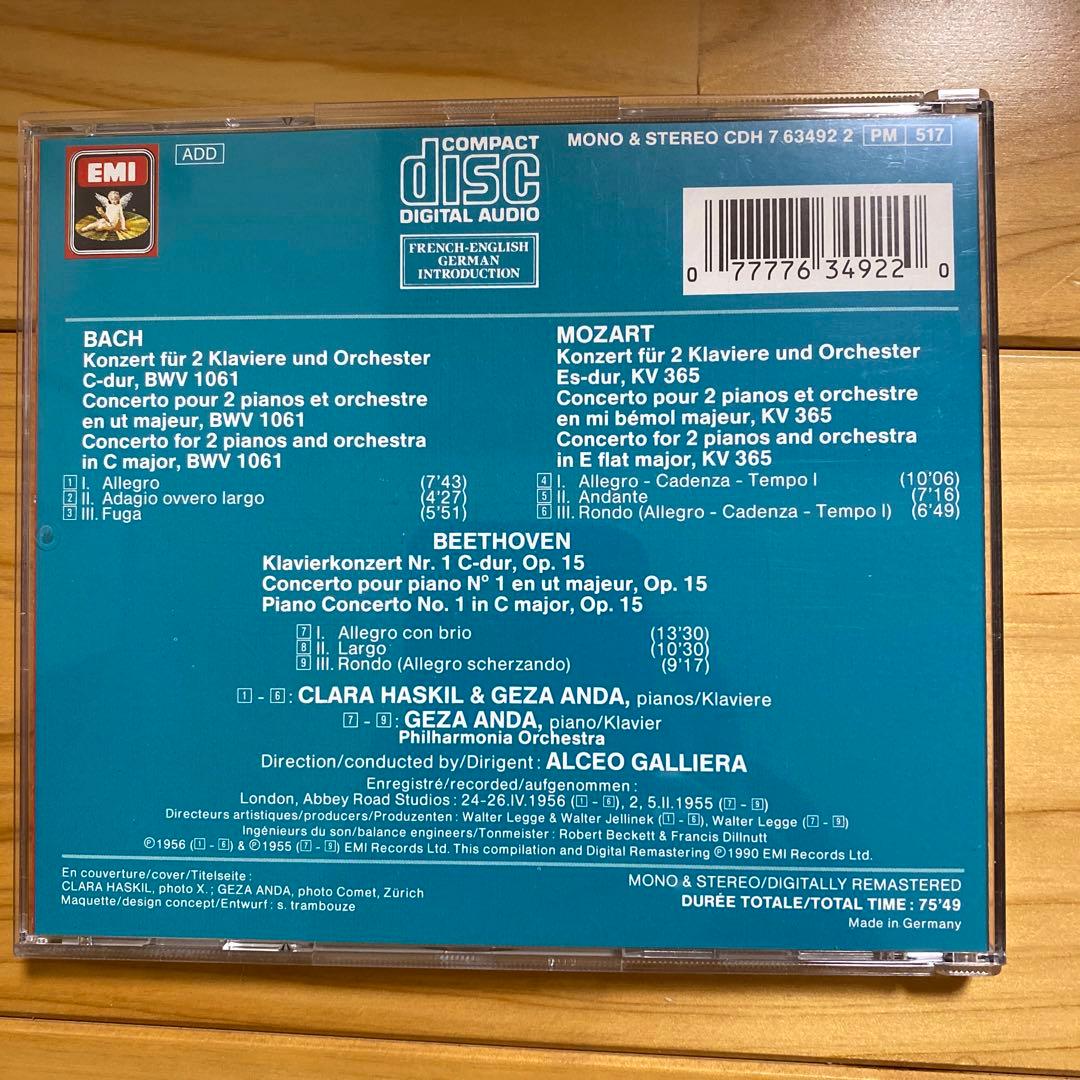 EMI
ADD
COMPACT
disc
DIGITAL AUDIO
FRENCH-ENGLISH
GERMAN
INTRODUCTION
MONO & STEREO CDH 7 63492 2 PM 517
0 77776 34922 0
BACH
Konzert für 2 Klaviere und Orchester
C-dur, BWV 1061
Concerto pour 2 pianos et orchestre
en ut majeur, BWV 1061
Concerto for 2 pianos and orchestra
in C major, BWV 1061
1 I. Allegro (7'43)
2 II. Adagio ovvero largo (4'27)
3 III. Fuga (5'51)
MOZART
Konzert für 2 Klaviere und Orchester
Es-dur, KV 365
Concerto pour 2 pianos et orchestre
en mi bémol majeur, KV 365
Concerto for 2 pianos and orchestra
in E flat major, KV 365
4 I. Allegro - Cadenza - Tempo I (10'06)
5 II. Andante (7'16)
6 III. Rondo (Allegro - Cadenza - Tempo I) (6'49)
BEETHOVEN
Klavierkonzert Nr. 1 C-dur, Op. 15
Concerto pour piano Nº 1 en ut majeur, Op. 15
Piano Concerto No. 1 in C major, Op. 15
7 I. Allegro con brio (13'30)
8 II. Largo (10'30)
9 III. Rondo (Allegro scherzando) (9'17)
1 - 6 : CLARA HASKIL & GEZA ANDA, pianos/Klaviere
7 - 9 : GEZA ANDA, piano/Klavier
Philharmonia Orchestra
Direction/conducted by/Dirigent : ALCEO GALLIERA
Enregistré/recorded/aufgenommen :
London, Abbey Road Studios : 24-26.IV.1956 (1 - 6), 2, 5.II.1955 (7 - 9)
Directeurs artistiques/producers/Produzenten : Walter Legge & Walter Jellinek (1 - 6), Walter Legge (7 - 9)
Ingénieurs du son/balance engineers/Tonmeister : Robert Beckett & Francis Dillnutt
℗1956 (1 - 6) & ℗1955 (7 - 9) EMI Records Ltd. This compilation and Digital Remastering ℗1990 EMI Records Ltd.
En couverture/cover/Titelseite :
CLARA HASKIL, photo X. ; GEZA ANDA, photo Comet, Zürich
Maquette/design concept/Entwurf : s. trambouze
MONO & STEREO/DIGITALLY REMASTERED
DURÉE TOTALE/TOTAL TIME : 75'49
Made in Germany